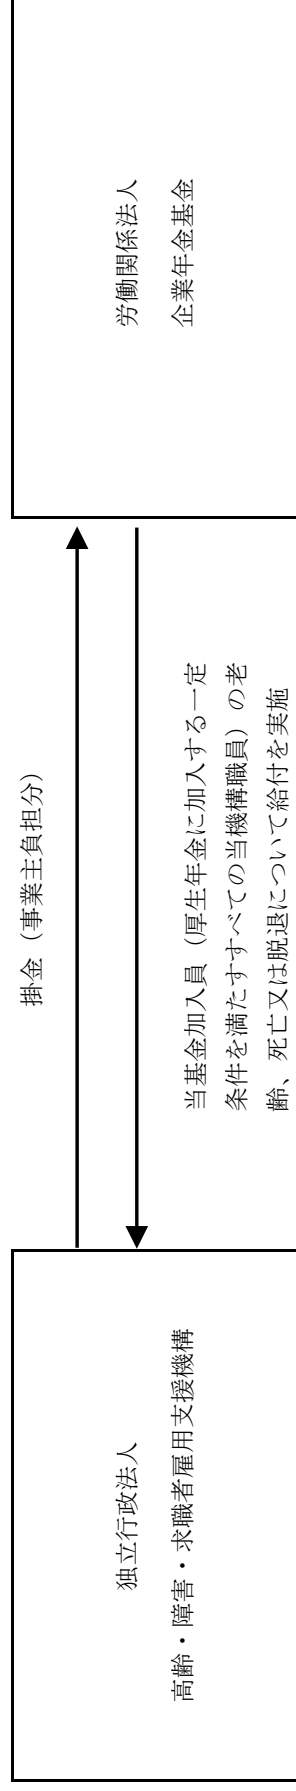 独立行政法人
高齢・障害・求職者雇用支援機構
掛金（事業主負担分）
当基金加入員（厚生年金に加入する一定
条件を満たすすべての当機構職員）の老
齢、死亡又は脱退について給付を実施
労働関係法人
企業年金基金